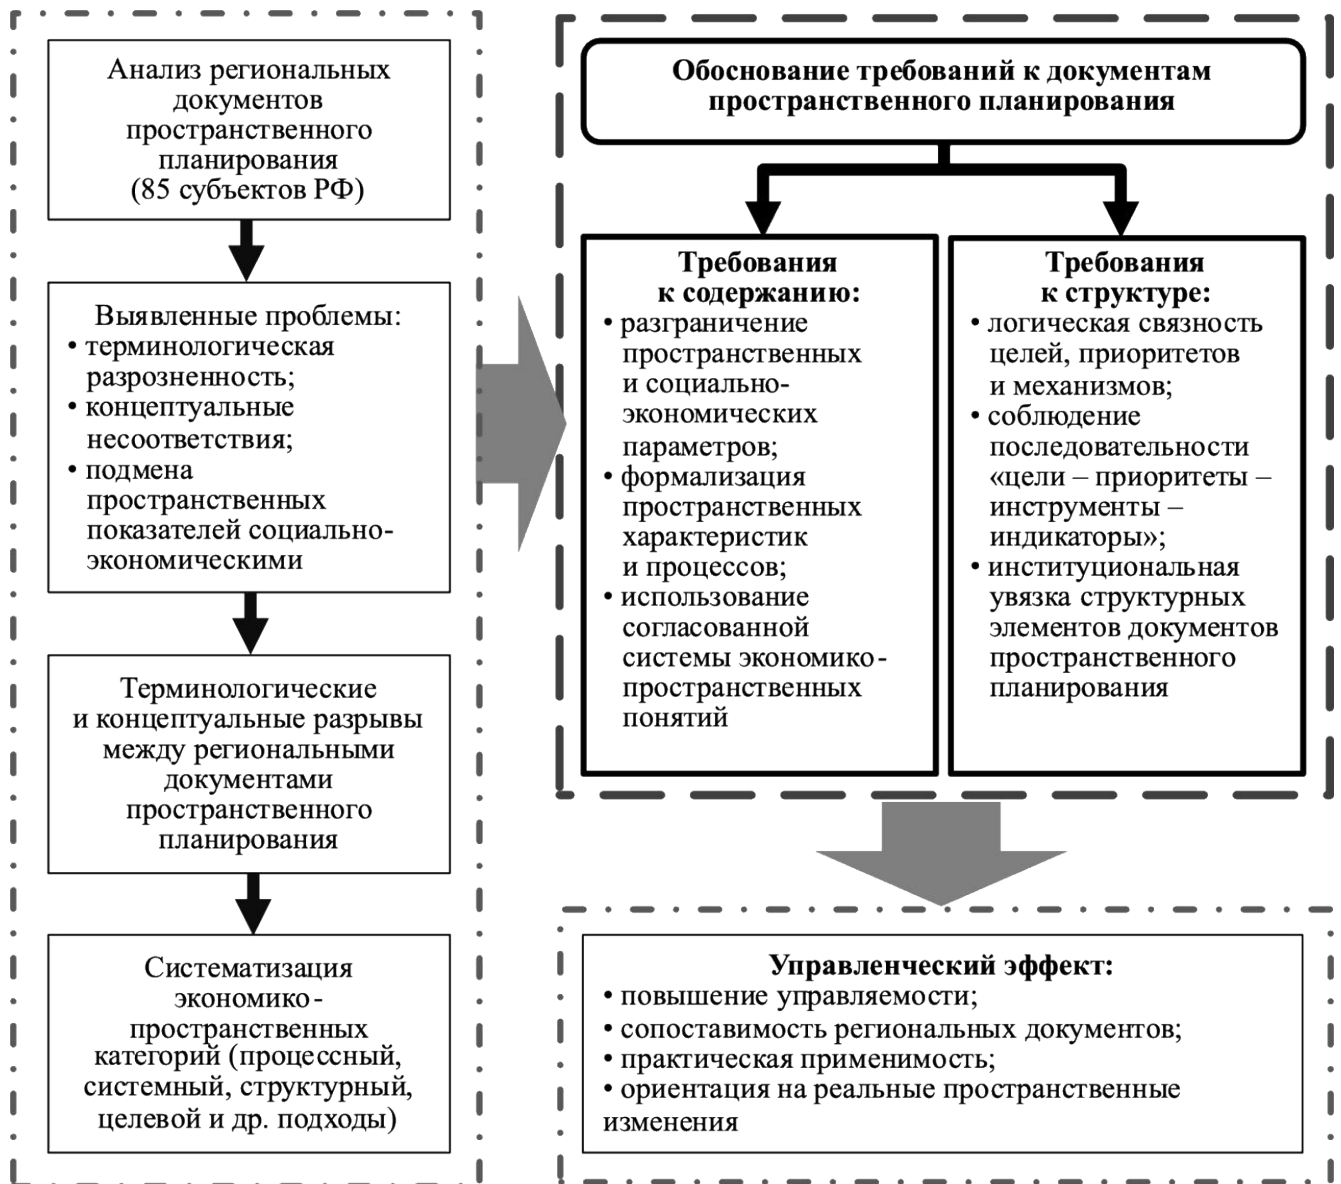 Анализ региональных
документов
пространственного
планирования
(85 субъектов РФ)
Выявленные проблемы:
• терминологическая
разрозненность;
• концептуальные
несоответствия;
• подмена
пространственных
показателей социально-
экономическими
Терминологические
и концептуальные разрывы
между региональными
документами
пространственного
планирования
Систематизация
экономико-
пространственных
категорий (процессный,
системный, структурный,
целевой и др. подходы)
Обоснование требований к документам
пространственного планирования
Требования
к содержанию:
• разграничение
пространственных
и социально-
экономических
параметров;
• формализация
пространственных
характеристик
и процессов;
• использование
согласованной
системы экономико-
пространственных
понятий
Требования
к структуре:
• логическая связность
целей, приоритетов
и механизмов;
• соблюдение
последовательности
«цели – приоритеты –
инструменты –
индикаторы»;
• институциональная
увязка структурных
элементов документов
пространственного
планирования
Управленческий эффект:
• повышение управляемости;
• сопоставимость региональных документов;
• практическая применимость;
• ориентация на реальные пространственные
изменения